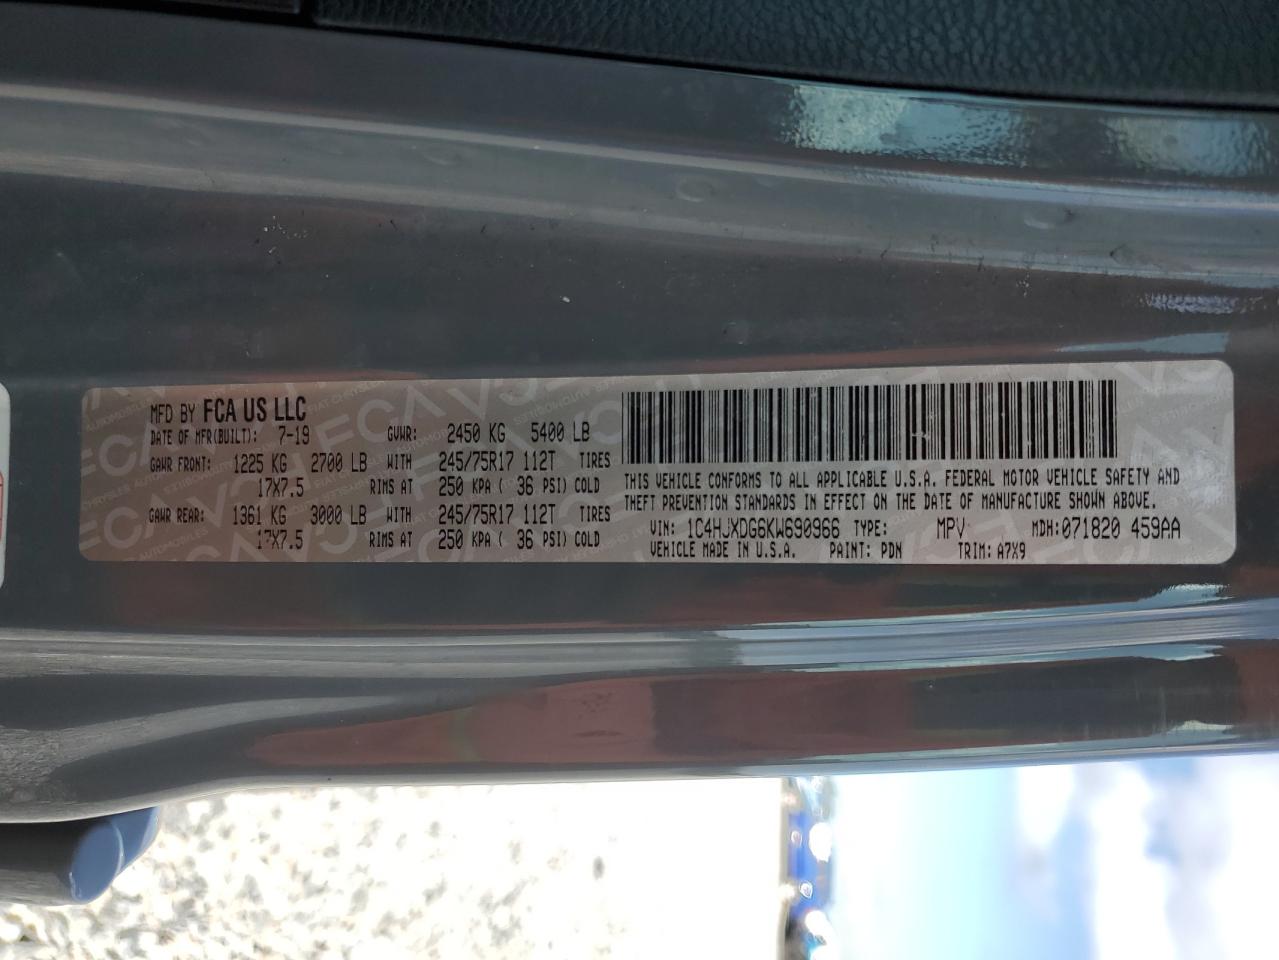 MFD BY FCA US LLC
DATE OF MFR(BUILT): 7-19 GVWR: 2450 KG 5400 LB
GAWR FRONT: 1225 KG 2700 LB WITH 245/75R17 112T TIRES
17X7.5 RIMS AT 250 KPA ( 36 PSI) COLD
GAWR REAR: 1361 KG 3000 LB WITH 245/75R17 112T TIRES
17X7.5 RIMS AT 250 KPA ( 36 PSI) COLD
THIS VEHICLE CONFORMS TO ALL APPLICABLE U.S.A. FEDERAL MOTOR VEHICLE SAFETY AND
THEFT PREVENTION STANDARDS IN EFFECT ON THE DATE OF MANUFACTURE SHOWN ABOVE.
VIN: 1C4HJXDG6KW690966 TYPE: MPV MDH: 071820 459AA
VEHICLE MADE IN U.S.A. PAINT: PDN TRIM: A7X9